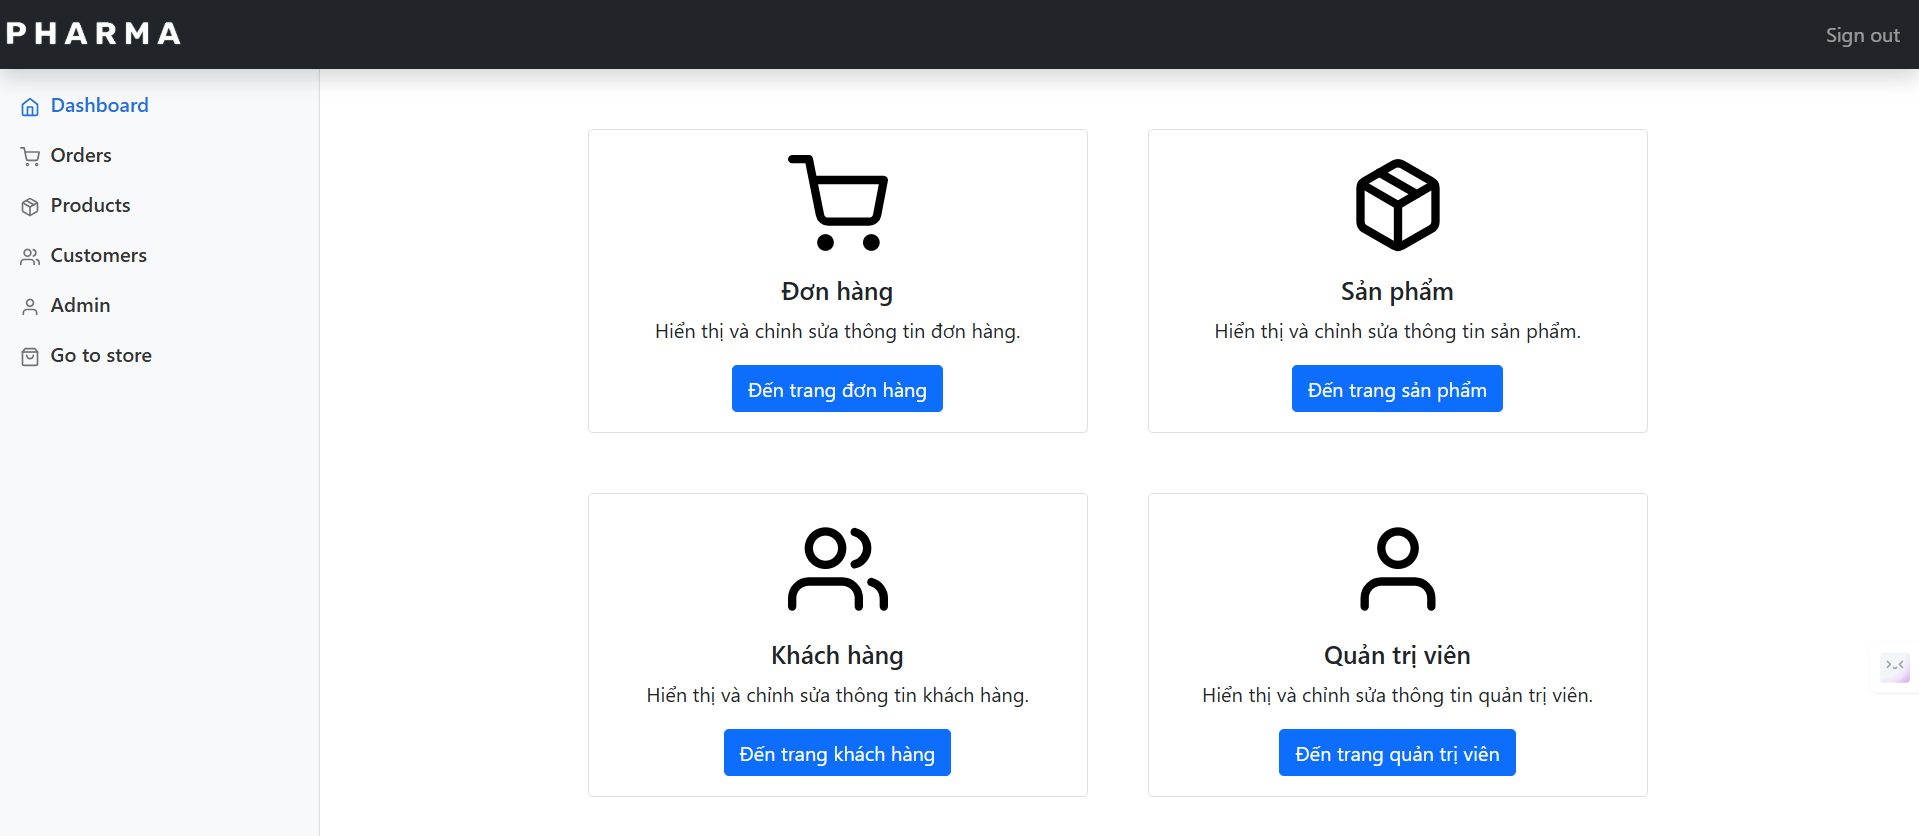 PHARMA
Sign out
Dashboard
Orders
Products
Customers
Admin
Go to store
Đơn hàng
Hiển thị và chỉnh sửa thông tin đơn hàng.
Đến trang đơn hàng
Sản phẩm
Hiển thị và chỉnh sửa thông tin sản phẩm.
Đến trang sản phẩm
Khách hàng
Hiển thị và chỉnh sửa thông tin khách hàng.
Đến trang khách hàng
Quản trị viên
Hiển thị và chỉnh sửa thông tin quản trị viên.
Đến trang quản trị viên